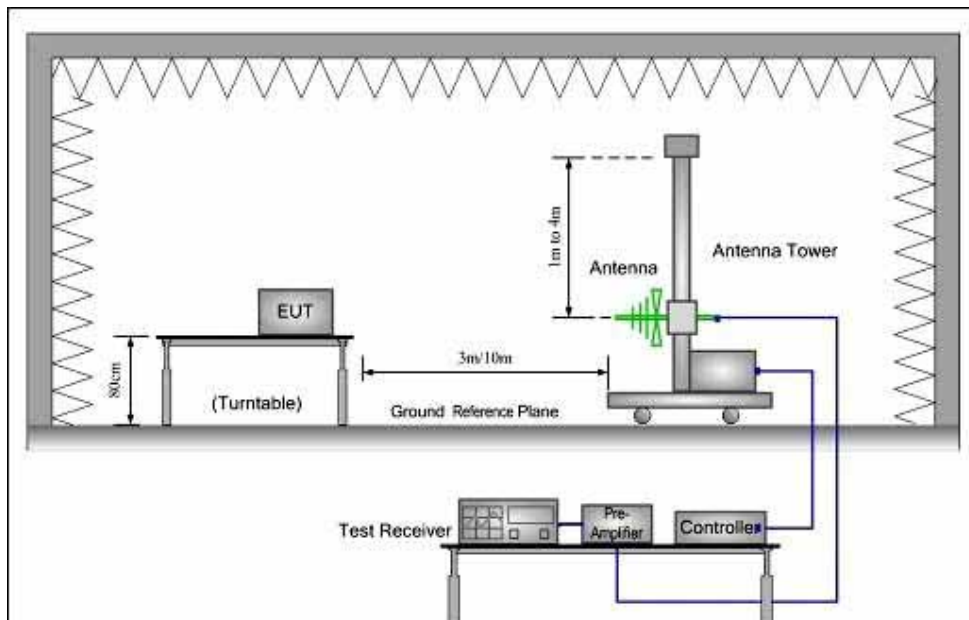 1m to 4m
Antenna Tower
Antenna
EUT
3m/10m
80cm
(Turntable)
Ground Reference Plane
Test Receiver
Pre-
Amplifier
Controller